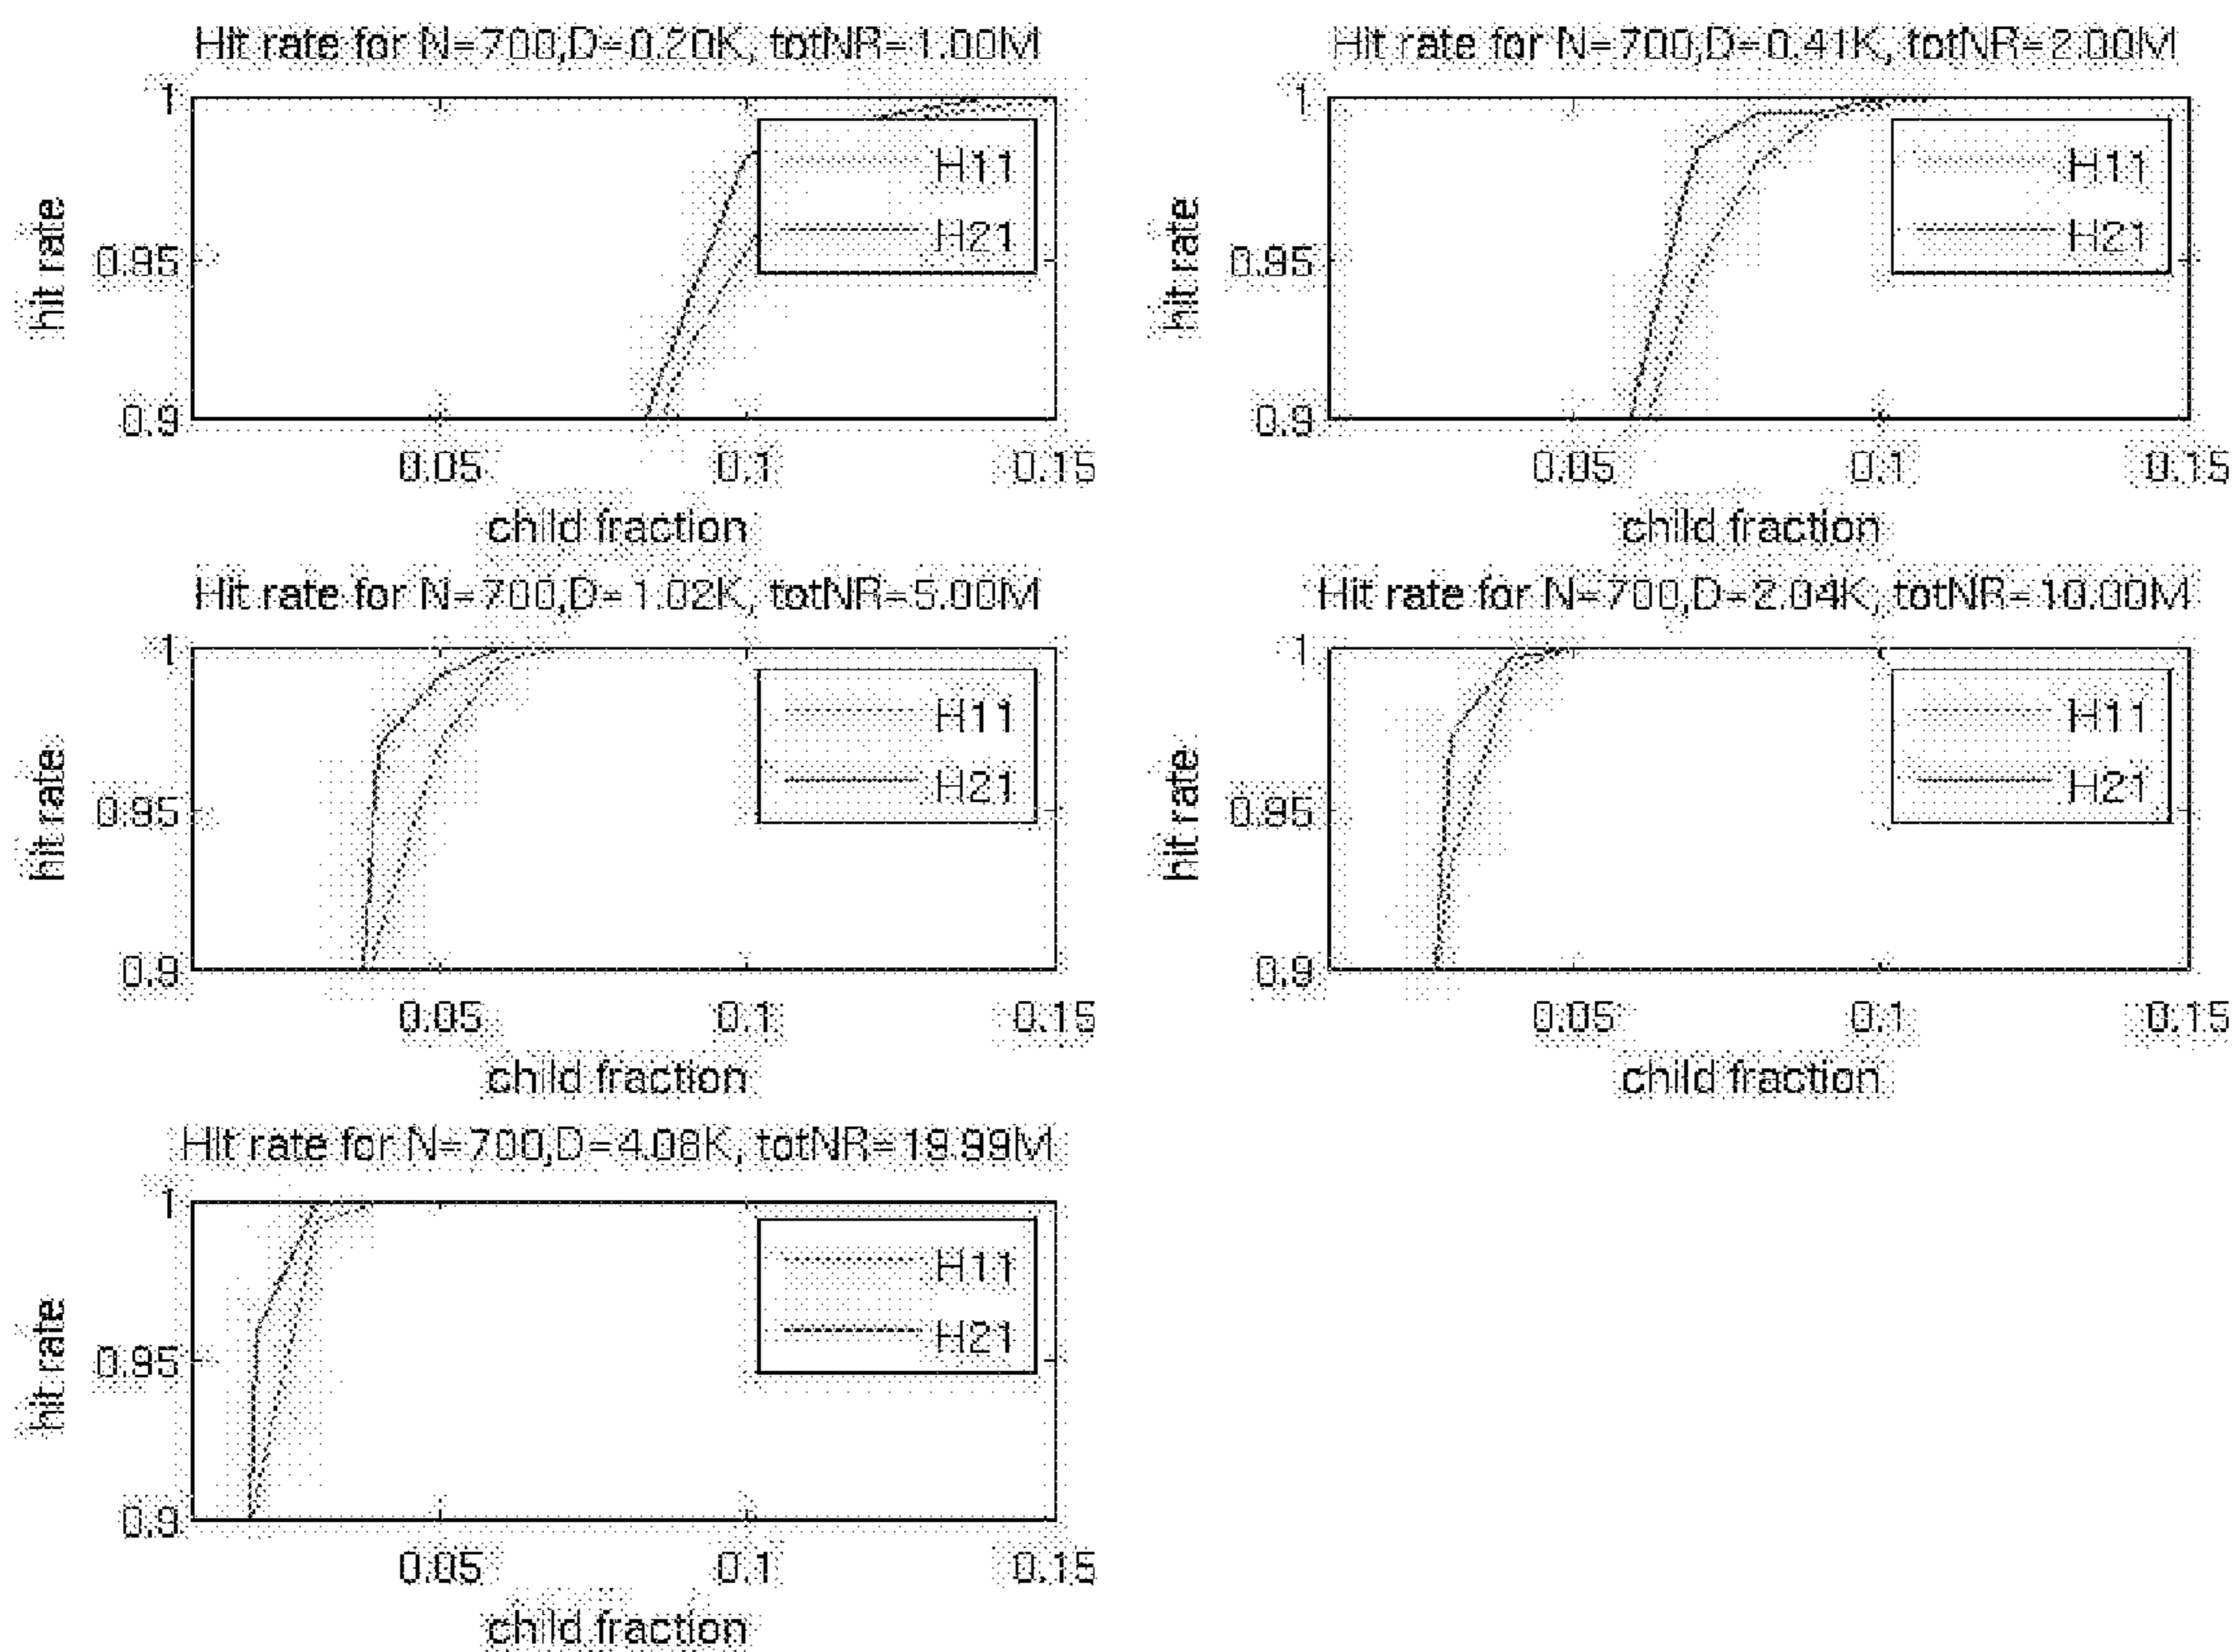 Hit rate for N=700,D=0.20K, totNR=1.00M
1
0.95
0.9
hit rate
H11
H21
0.05
0.1
0.15
child fraction
Hit rate for N=700,D=0.41K, totNR=2.00M
1
0.95
0.9
hit rate
H11
H21
0.05
0.1
0.15
child fraction
Hit rate for N=700,D=1.02K, totNR=5.00M
1
0.95
0.9
hit rate
H11
H21
0.05
0.1
0.15
child fraction
Hit rate for N=700,D=2.04K, totNR=10.00M
1
0.95
0.9
hit rate
H11
H21
0.05
0.1
0.15
child fraction
Hit rate for N=700,D=4.08K, totNR=19.99M
1
0.95
0.9
hit rate
H11
H21
0.05
0.1
0.15
child fraction